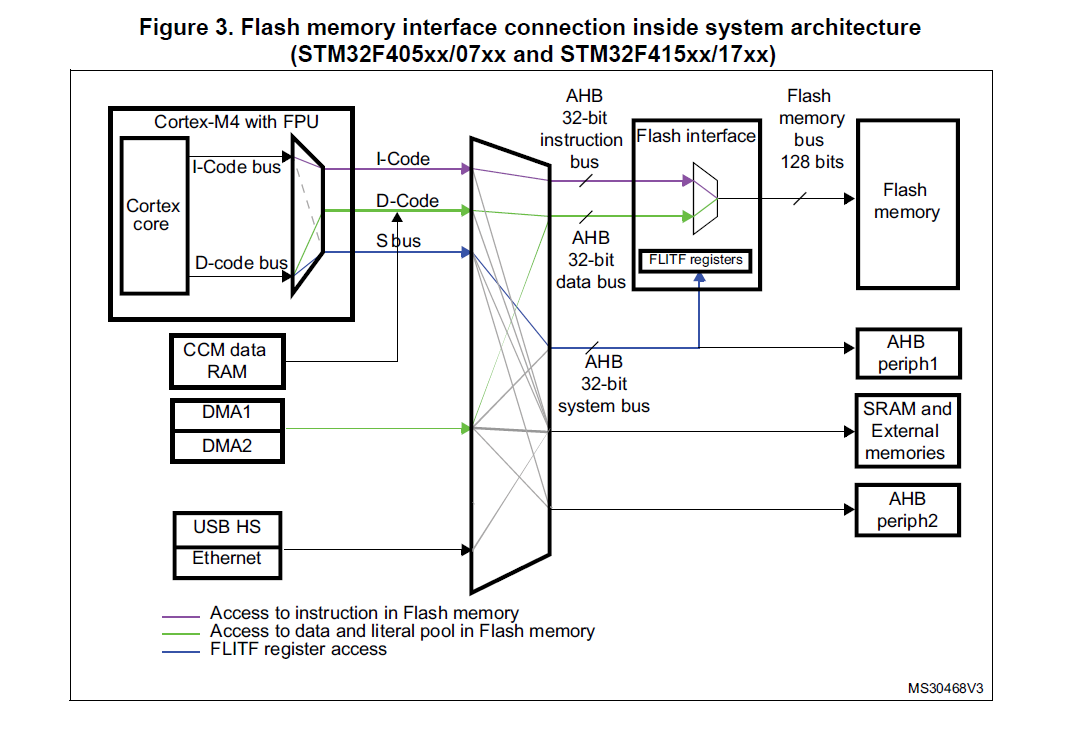 Figure 3. Flash memory interface connection inside system architecture
(STM32F405xx/07xx and STM32F415xx/17xx)
Cortex-M4 with FPU
Cortex
core
I-Code bus
D-code bus
I-Code
D-Code
S bus
CCM data
RAM
DMA1
DMA2
USB HS
Ethernet
AHB
32-bit
instruction
bus
AHB
32-bit
data bus
AHB
32-bit
system bus
Flash interface
FLITF registers
Flash
memory
bus
128 bits
Flash
memory
AHB
periph1
SRAM and
External
memories
AHB
periph2
Access to instruction in Flash memory
Access to data and literal pool in Flash memory
FLITF register access
MS30468V3